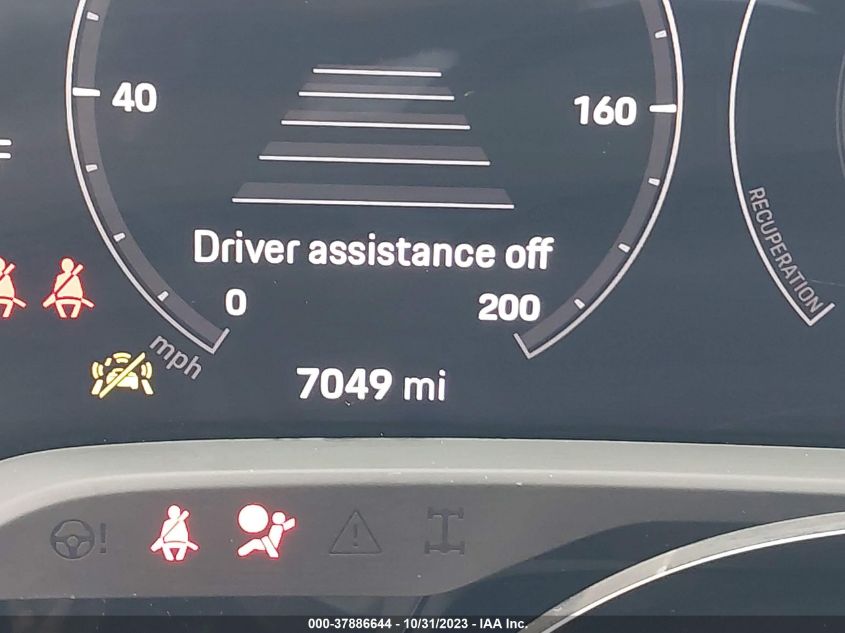 40
160
RECUPERATION
Driver assistance off
0
200
mph
7049 mi
000-37886644 - 10/31/2023 - IAA Inc.